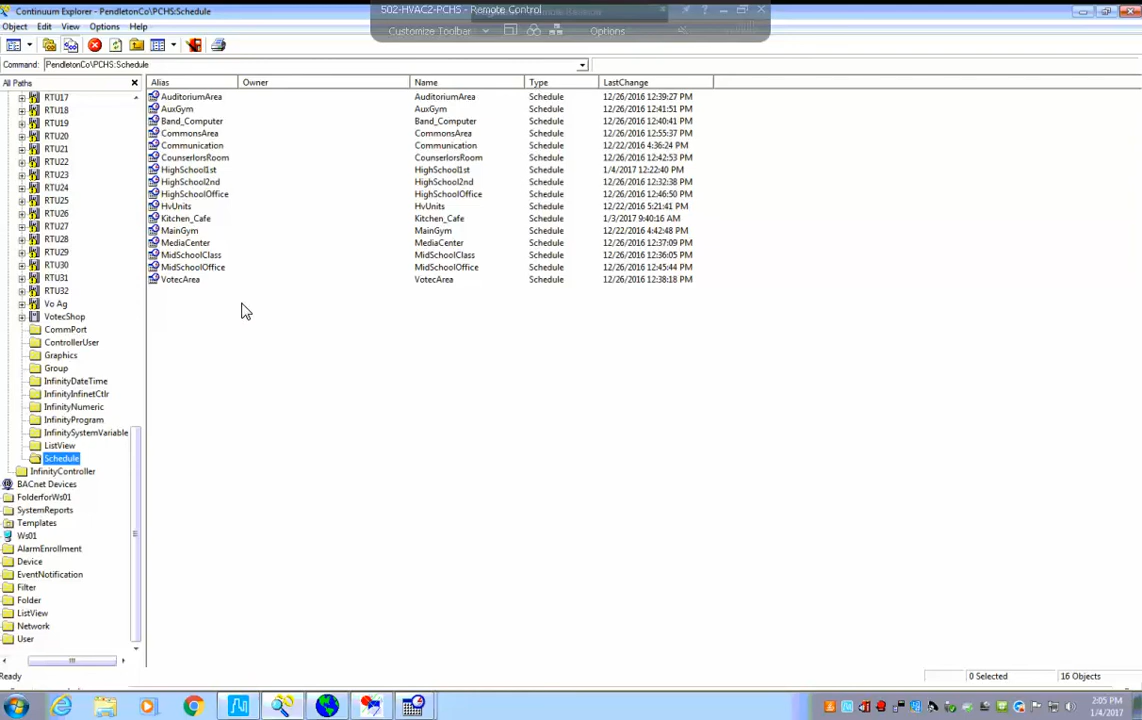 Continuum Explorer - PendletonCo\PCHS:Schedule
502-HVAC2-PCHS - Remote Control
Object Edit View Options Help
Customize Toolbar Options
Command: PendletonCo\PCHS:Schedule
All Paths
Alias Owner Name Type LastChange
RTU17
RTU18
RTU19
RTU20
RTU21
RTU22
RTU23
RTU24
RTU25
RTU26
RTU27
RTU28
RTU29
RTU30
RTU31
RTU32
Vo Ag
VotecShop
CommPort
ControllerUser
Graphics
Group
InfinityDateTime
InfinityInfinetCtlr
InfinityNumeric
InfinityProgram
InfinitySystemVariable
ListView
Schedule
InfinityController
BACnet Devices
FolderforWs01
SystemReports
Templates
Ws01
AlarmEnrollment
Device
EventNotification
Filter
Folder
ListView
Network
User
AuditoriumArea AuditoriumArea Schedule 12/26/2016 12:39:27 PM
AuxGym AuxGym Schedule 12/26/2016 12:41:51 PM
Band_Computer Band_Computer Schedule 12/26/2016 12:40:41 PM
CommonsArea CommonsArea Schedule 12/26/2016 12:55:37 PM
Communication Communication Schedule 12/22/2016 4:36:24 PM
CounserlorsRoom CounserlorsRoom Schedule 12/26/2016 12:42:53 PM
HighSchool1st HighSchool1st Schedule 1/4/2017 12:22:40 PM
HighSchool2nd HighSchool2nd Schedule 12/26/2016 12:32:38 PM
HighSchoolOffice HighSchoolOffice Schedule 12/26/2016 12:46:50 PM
HvUnits HvUnits Schedule 12/22/2016 5:21:41 PM
Kitchen_Cafe Kitchen_Cafe Schedule 1/3/2017 9:40:16 AM
MainGym MainGym Schedule 12/22/2016 4:42:48 PM
MediaCenter MediaCenter Schedule 12/26/2016 12:37:09 PM
MidSchoolClass MidSchoolClass Schedule 12/26/2016 12:36:05 PM
MidSchoolOffice MidSchoolOffice Schedule 12/26/2016 12:45:44 PM
VotecArea VotecArea Schedule 12/26/2016 12:38:18 PM
Ready
0 Selected 16 Objects
2:05 PM
1/4/2017